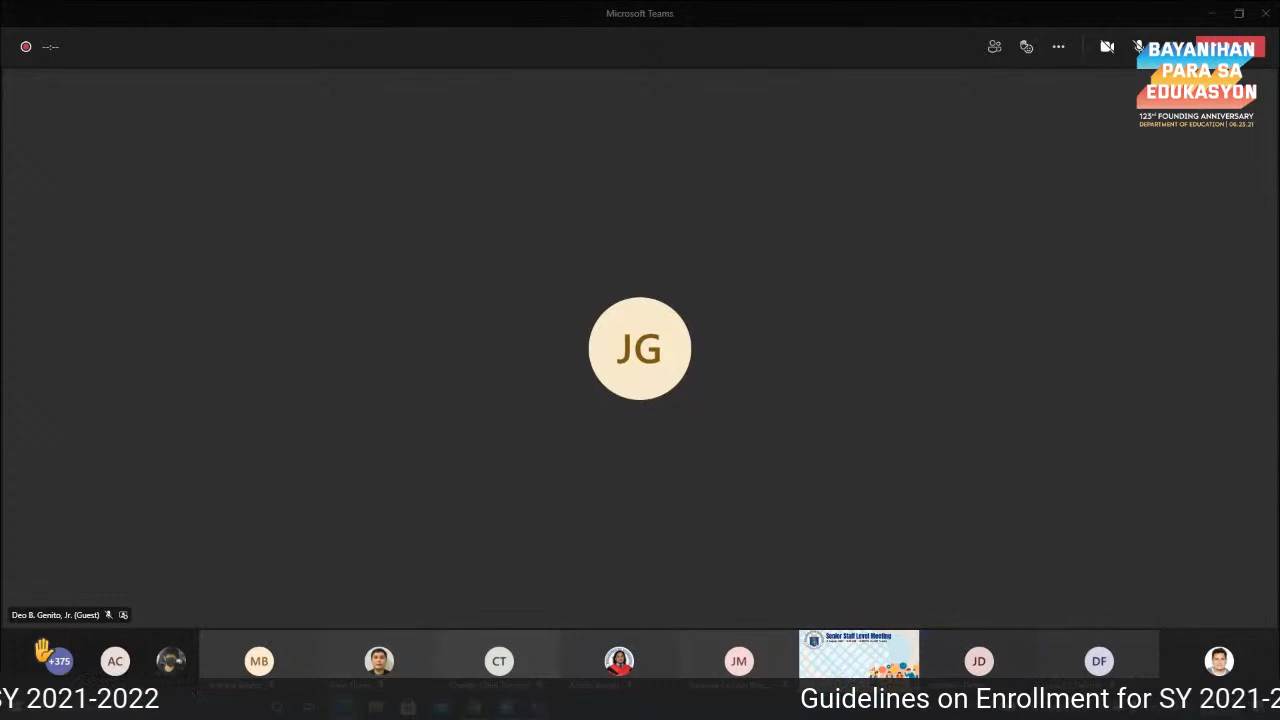 Microsoft Teams
--:--
BAYANIHAN
PARA SA
EDUKASYON
123rd FOUNDING ANNIVERSARY
DEPARTMENT OF EDUCATION | 06.23.21
JG
Deo B. Genito, Jr. (Guest)
+375
AC
MB
CT
JM
Senior Staff Level Meeting
JD
DF
SY 2021-2022
Guidelines on Enrollment for SY 2021-2